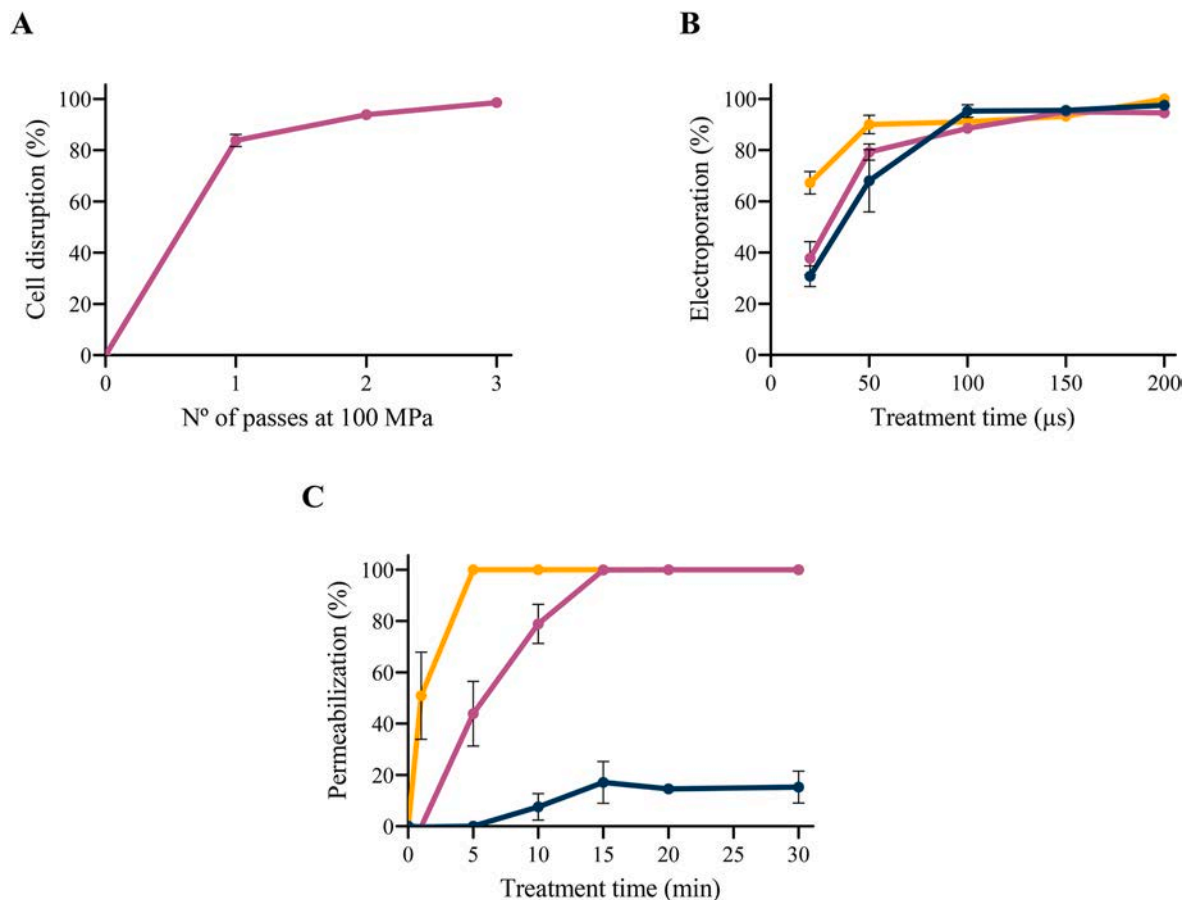 A
Cell disruption (%)
100
80
60
40
20
0
0 1 2 3
Nº of passes at 100 MPa
B
Electroporation (%)
100
80
60
40
20
0
0 50 100 150 200
Treatment time (µs)
C
Permeabilization (%)
100
80
60
40
20
0
0 5 10 15 20 25 30
Treatment time (min)